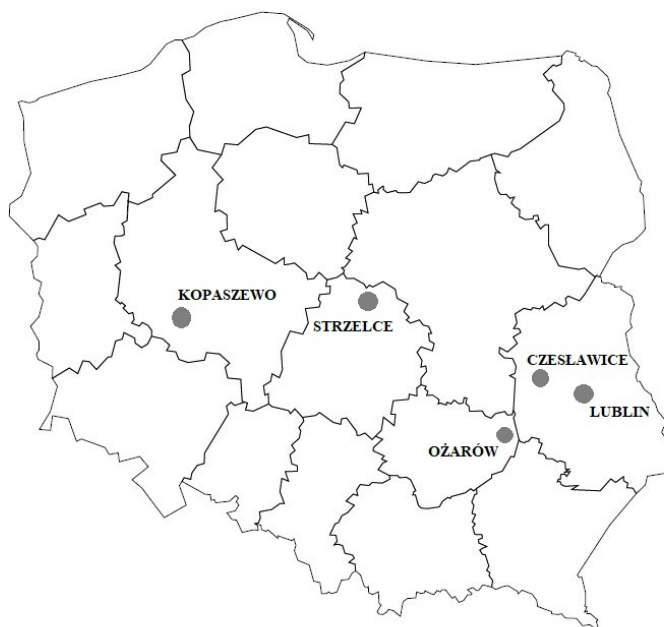 KOPASZEWO
STRZELCE
CZESŁAWICE
LUBLIN
OŻARÓW